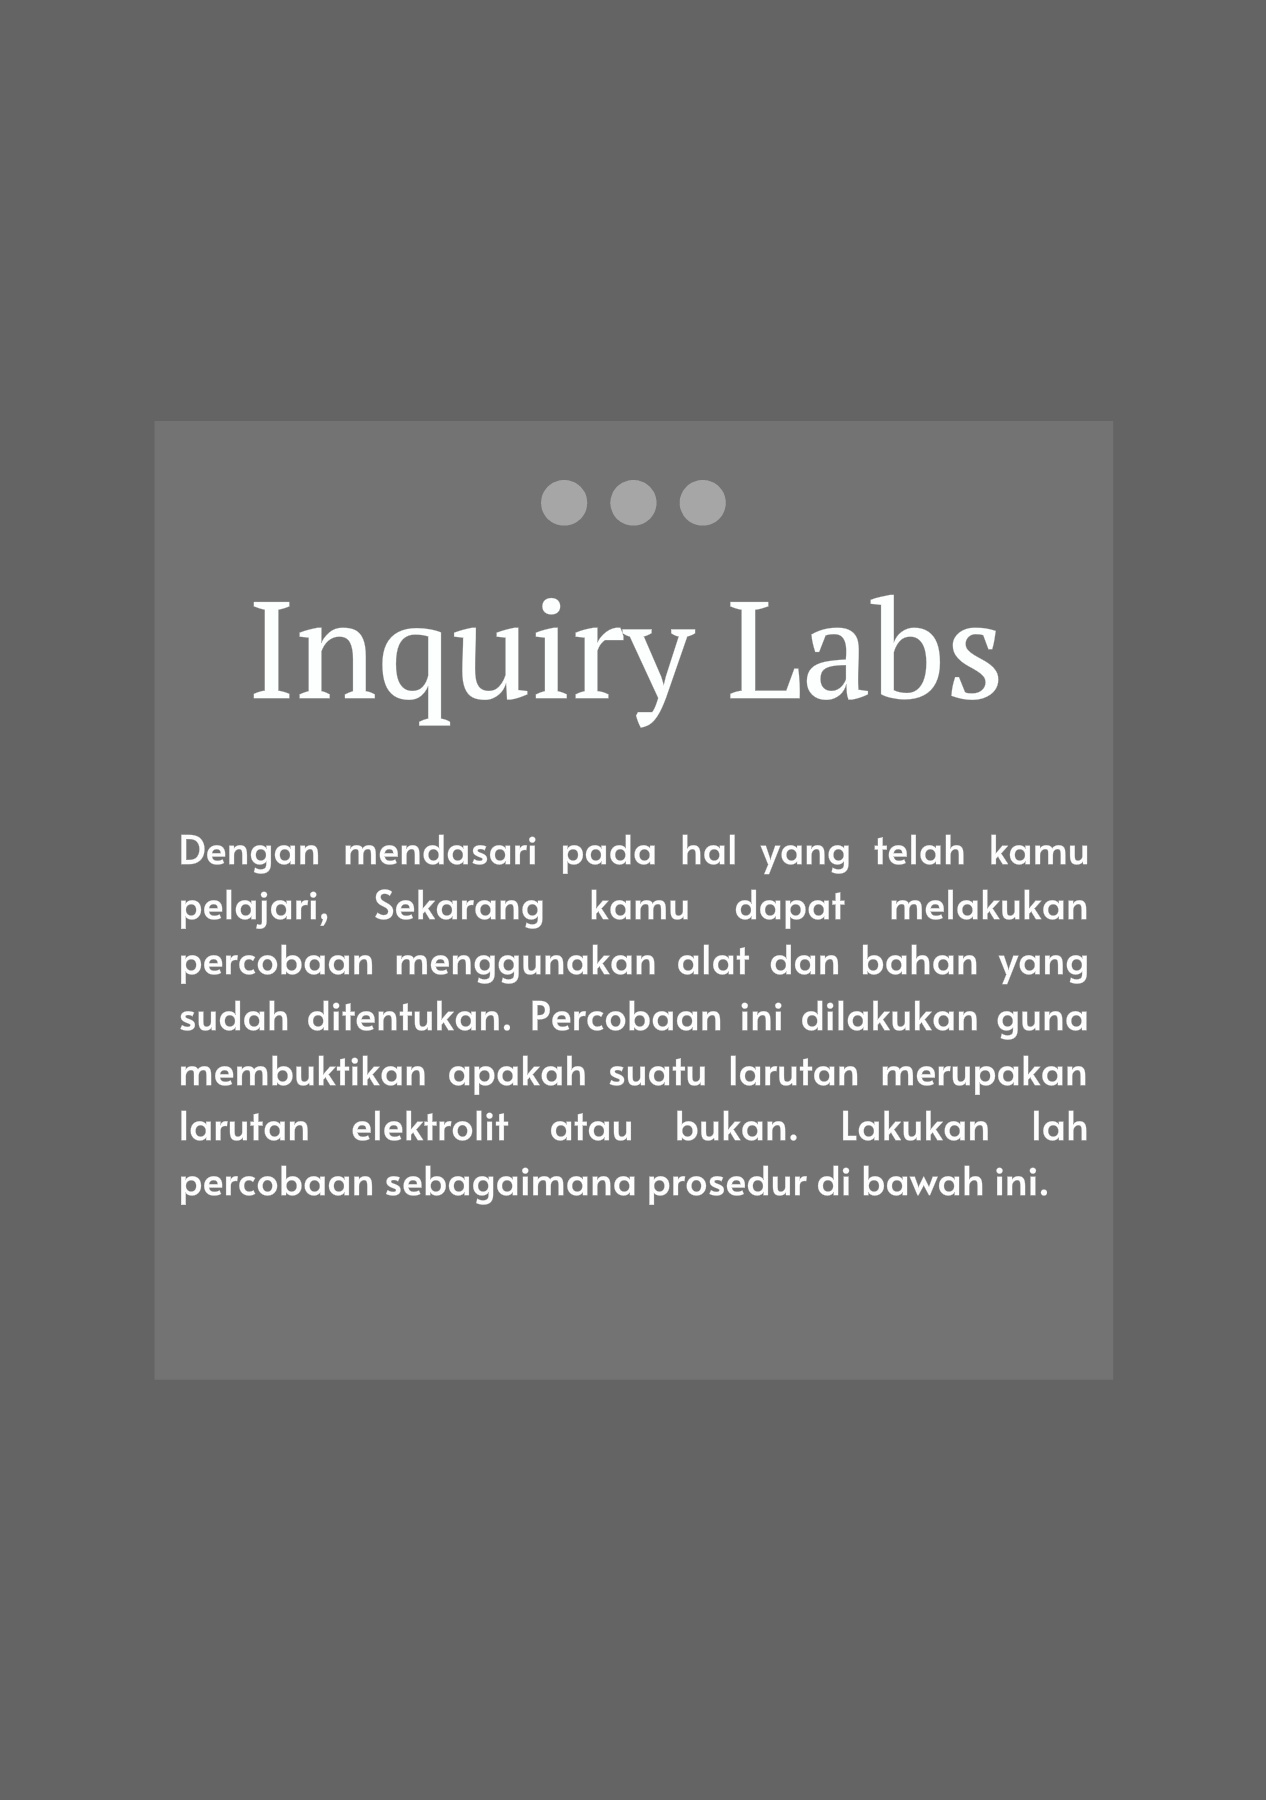 Inquiry Labs
Dengan mendasari pada hal yang telah kamu
pelajari, Sekarang kamu dapat melakukan
percobaan menggunakan alat dan bahan yang
sudah ditentukan. Percobaan ini dilakukan guna
membuktikan apakah suatu larutan merupakan
larutan elektrolit atau bukan. Lakukan lah
percobaan sebagaimana prosedur di bawah ini.